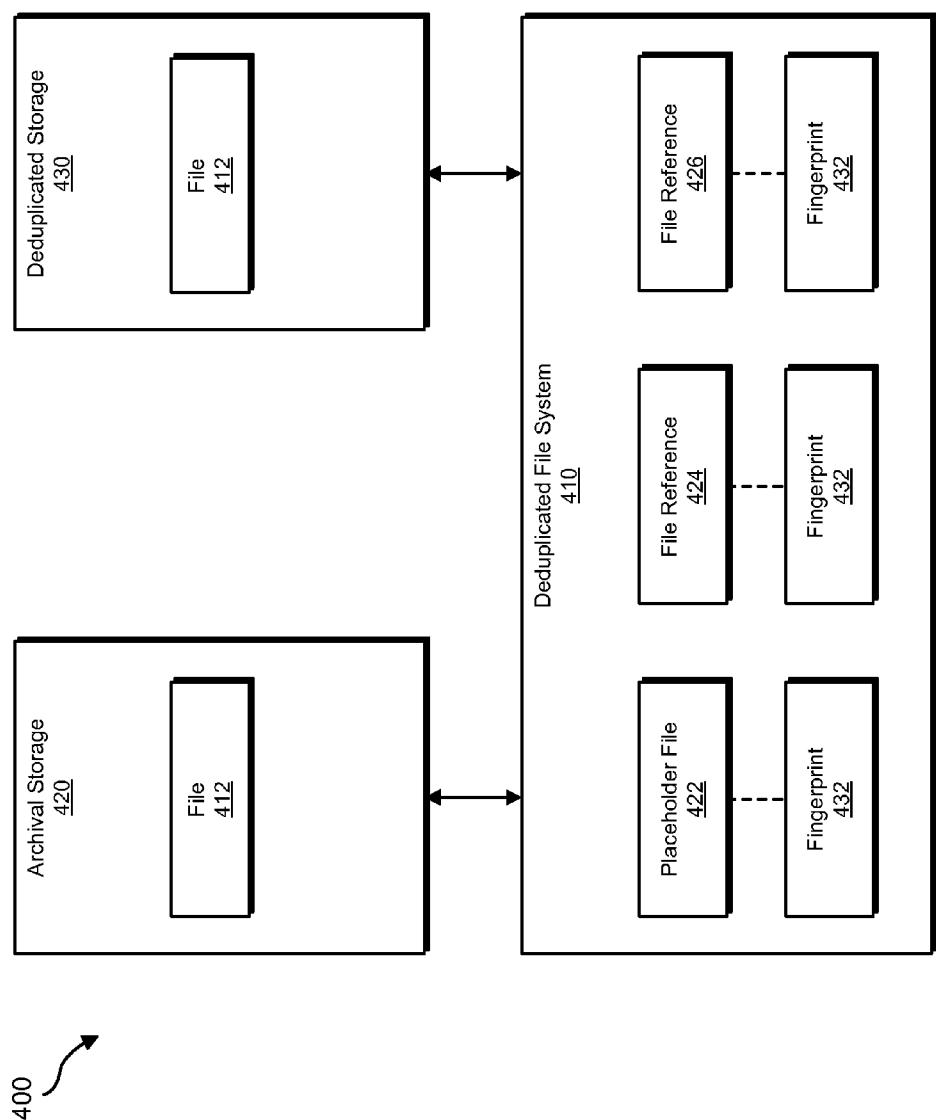 400
Archival Storage
420
File
412
Deduplicated Storage
430
File
412
Deduplicated File System
410
Placeholder File
422
File Reference
424
File Reference
426
Fingerprint
432
Fingerprint
432
Fingerprint
432